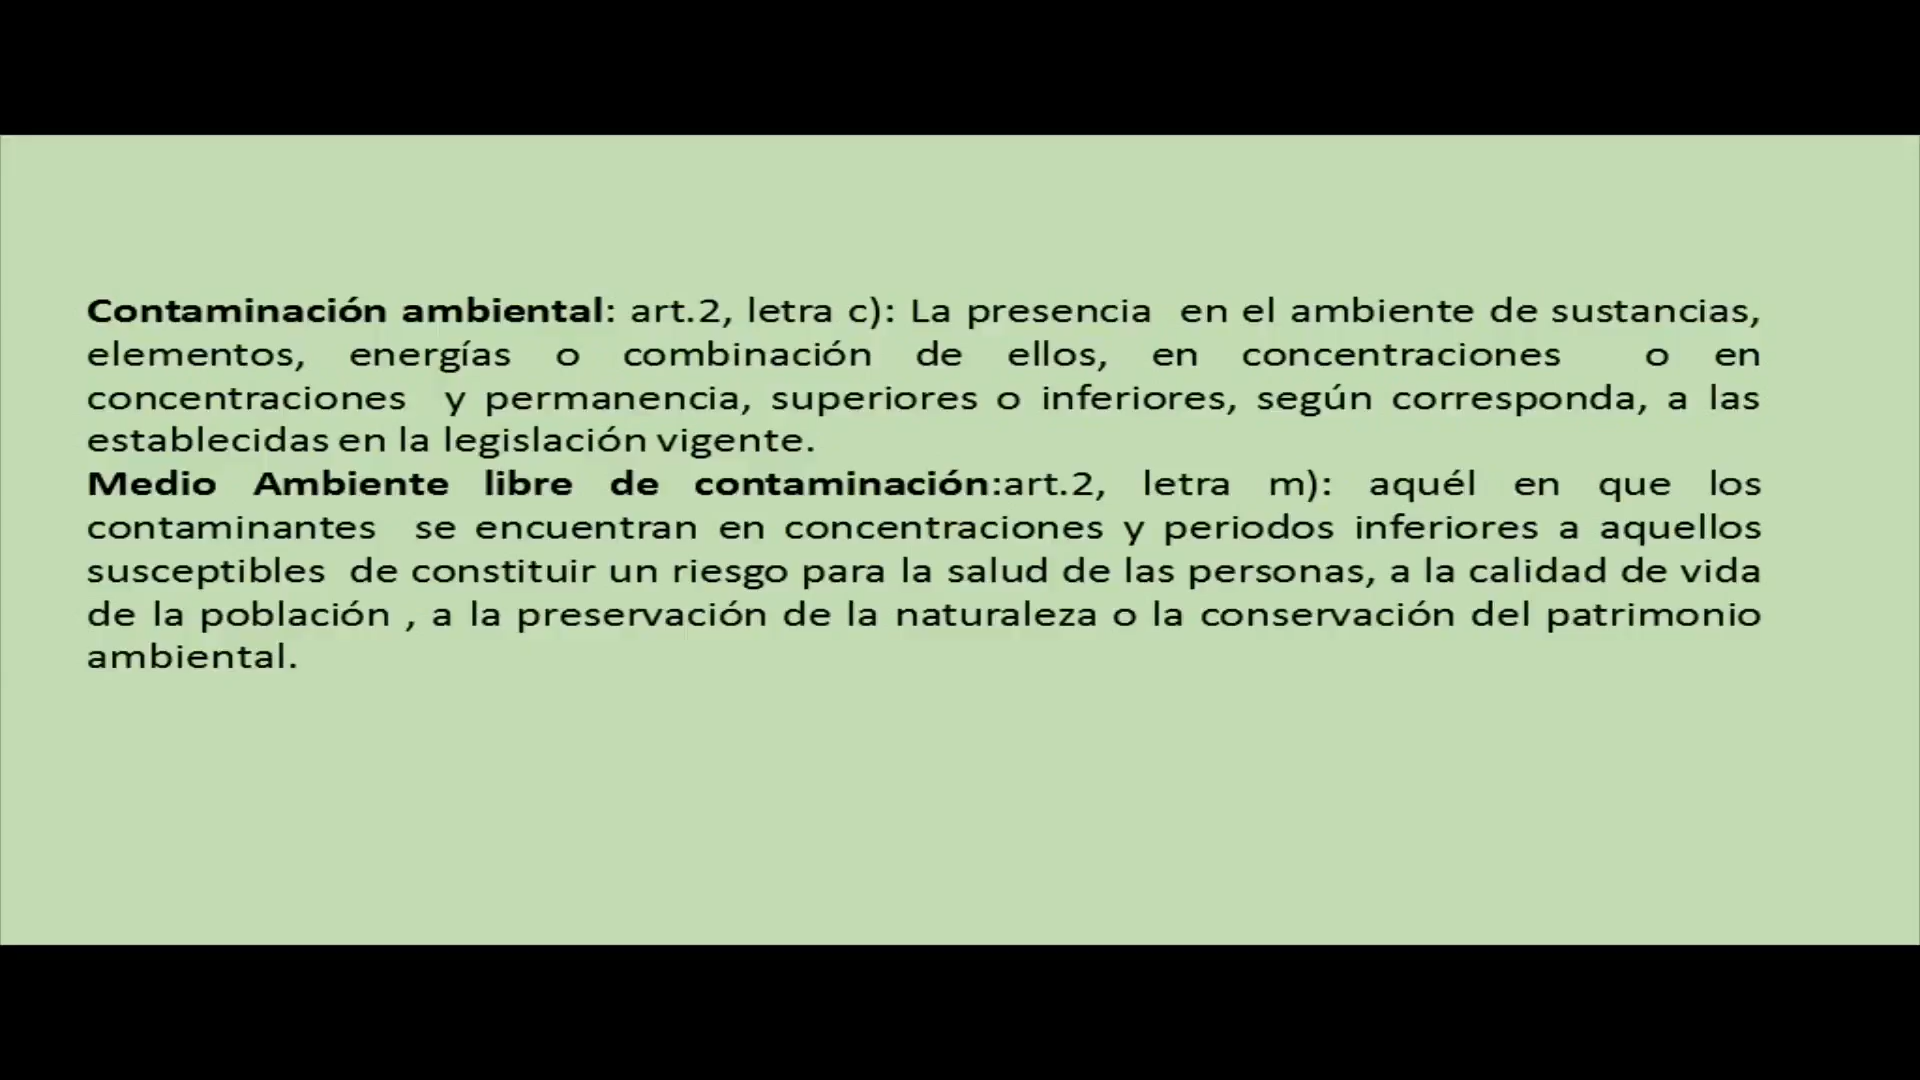 Contaminación ambiental: art.2, letra c): La presencia en el ambiente de sustancias,
elementos, energías o combinación de ellos, en concentraciones o en
concentraciones y permanencia, superiores o inferiores, según corresponda, a las
establecidas en la legislación vigente.
Medio Ambiente libre de contaminación:art.2, letra m): aquél en que los
contaminantes se encuentran en concentraciones y periodos inferiores a aquellos
susceptibles de constituir un riesgo para la salud de las personas, a la calidad de vida
de la población , a la preservación de la naturaleza o la conservación del patrimonio
ambiental.